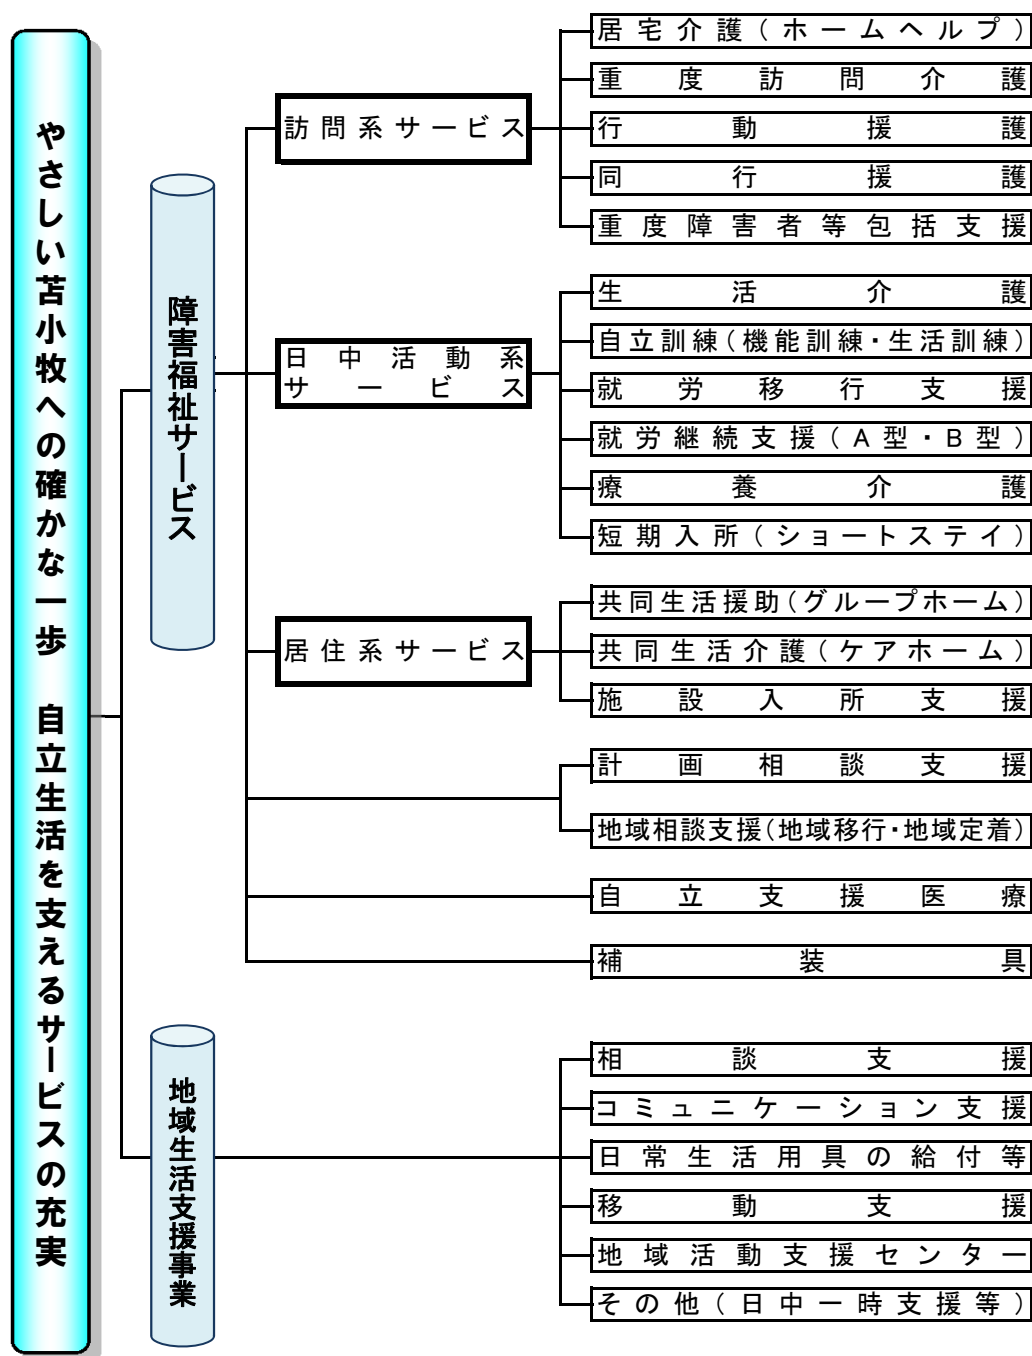 やさしい苫小牧への確かな一歩　自立生活を支えるサービスの充実
障害福祉サービス
訪問系サービス
居宅介護(ホームヘルプ)
重度訪問介護
行動援護
同行援護
重度障害者等包括支援
日中活動系
サービス
生活介護
自立訓練(機能訓練・生活訓練)
就労移行支援
就労継続支援(A型・B型)
療養介護
短期入所(ショートステイ)
居住系サービス
共同生活援助(グループホーム)
共同生活介護(ケアホーム)
施設入所支援
計画相談支援
地域相談支援(地域移行・地域定着)
自立支援医療
補装具
地域生活支援事業
相談支援
コミュニケーション支援
日常生活用具の給付等
移動支援
地域活動支援センター
その他(日中一時支援等)